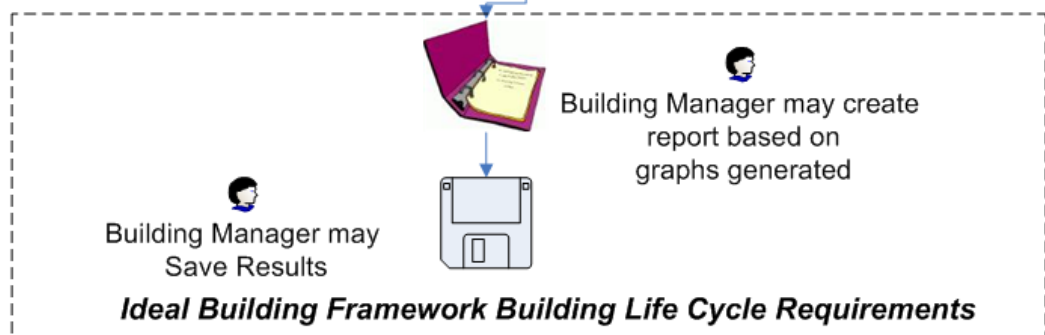 Building Manager may create
report based on
graphs generated
Building Manager may
Save Results
Ideal Building Framework Building Life Cycle Requirements